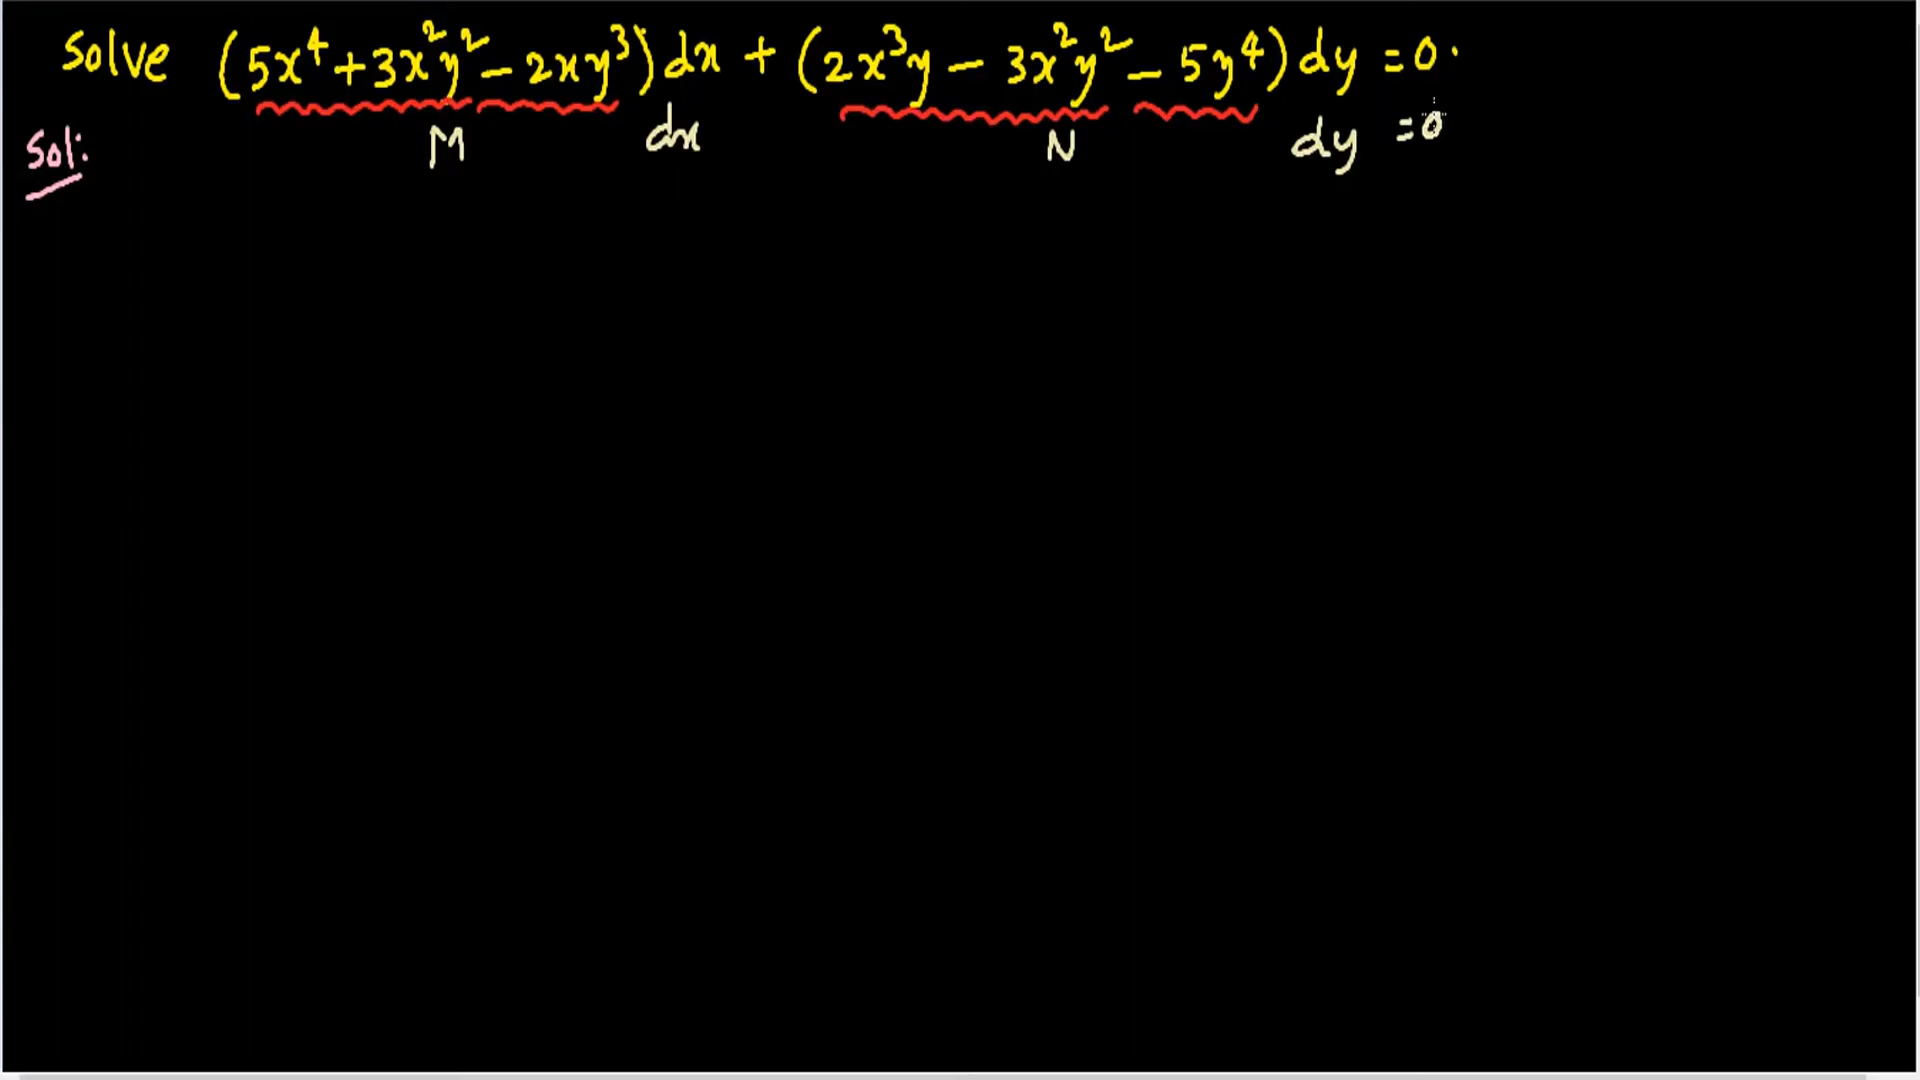 Solve (5x⁴+3x²y²-2xy³)dx + (2x³y - 3x²y² - 5y⁴)dy =0.
M dx N dy =0
Sol: